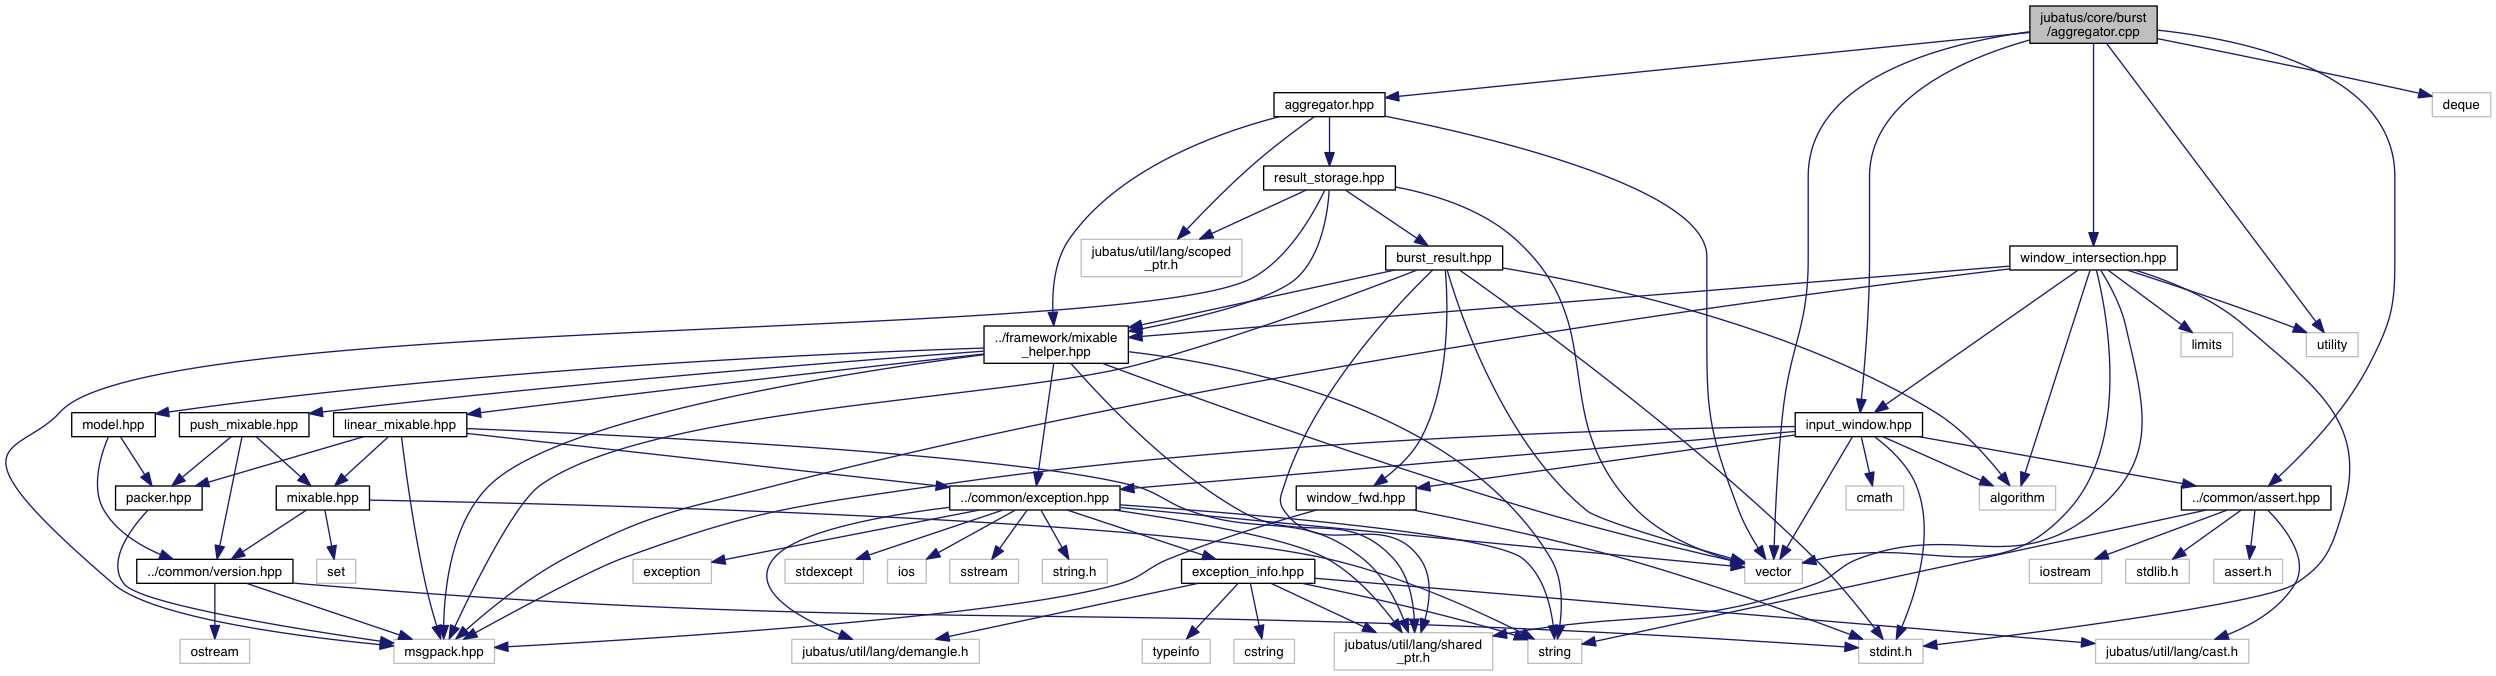 jubatus/core/burst
/aggregator.cpp
aggregator.hpp
deque
result_storage.hpp
jubatus/util/lang/scoped
_ptr.h
burst_result.hpp
window_intersection.hpp
../framework/mixable
_helper.hpp
limits
utility
model.hpp
push_mixable.hpp
linear_mixable.hpp
input_window.hpp
packer.hpp
mixable.hpp
../common/exception.hpp
window_fwd.hpp
cmath
algorithm
../common/assert.hpp
../common/version.hpp
set
exception
stdexcept
ios
sstream
string.h
exception_info.hpp
vector
iostream
stdlib.h
assert.h
ostream
msgpack.hpp
jubatus/util/lang/demangle.h
typeinfo
cstring
jubatus/util/lang/shared
_ptr.h
string
stdint.h
jubatus/util/lang/cast.h